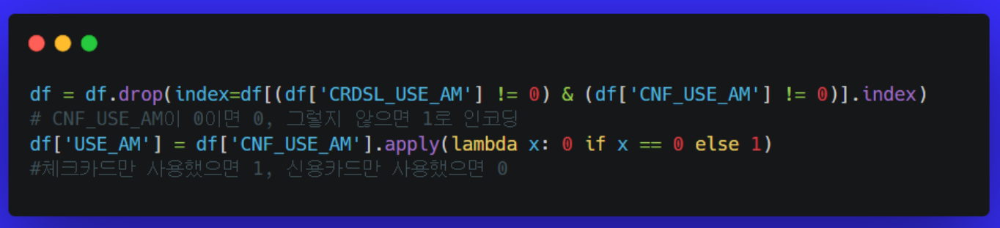 df = df.drop(index=df[(df['CRDSL_USE_AM'] != 0) & (df['CNF_USE_AM'] != 0)].index)
# CNF_USE_AM이 0이면 0, 그렇지 않으면 1로 인코딩
df['USE_AM'] = df['CNF_USE_AM'].apply(lambda x: 0 if x == 0 else 1)
#체크카드만 사용했으면 1, 신용카드만 사용했으면 0